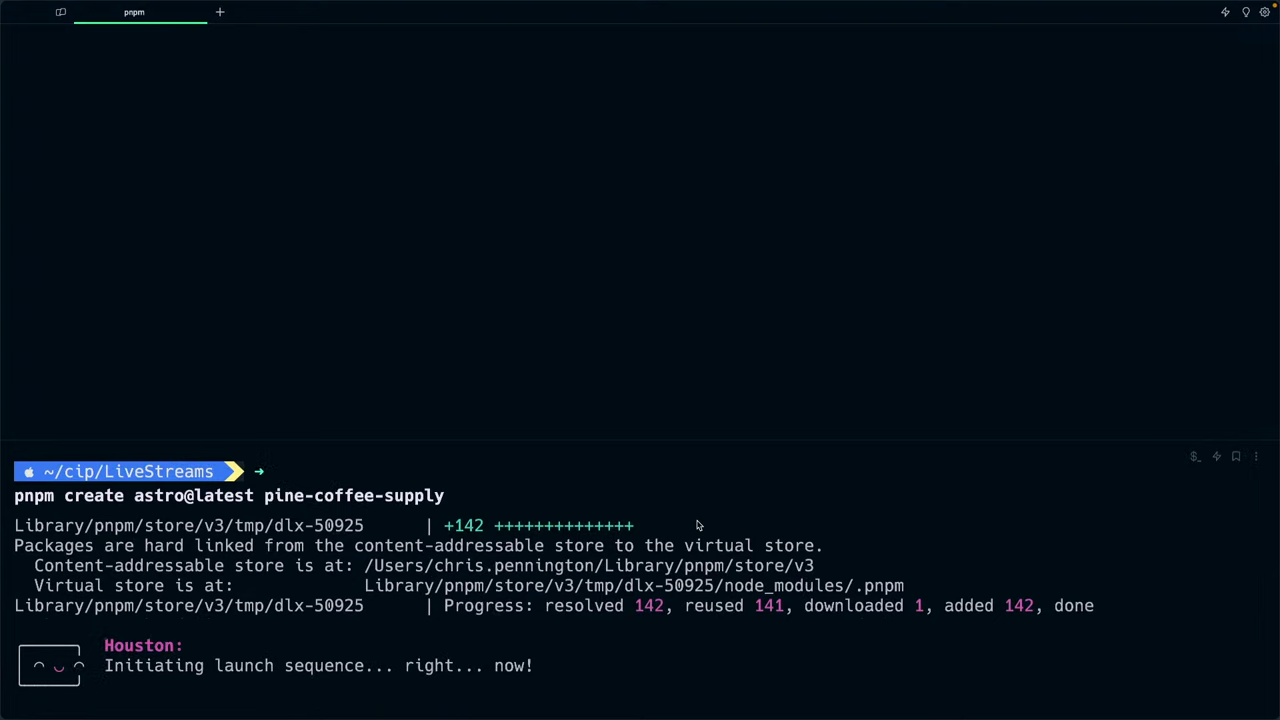 pnpm
~/cip/LiveStreams
pnpm create astro@latest pine-coffee-supply
Library/pnpm/store/v3/tmp/dlx-50925 | +142 ++++++++++++++
Packages are hard linked from the content-addressable store to the virtual store.
Content-addressable store is at: /Users/chris.pennington/Library/pnpm/store/v3
Virtual store is at: Library/pnpm/store/v3/tmp/dlx-50925/node_modules/.pnpm
Library/pnpm/store/v3/tmp/dlx-50925 | Progress: resolved 142, reused 141, downloaded 1, added 142, done
Houston:
Initiating launch sequence... right... now!